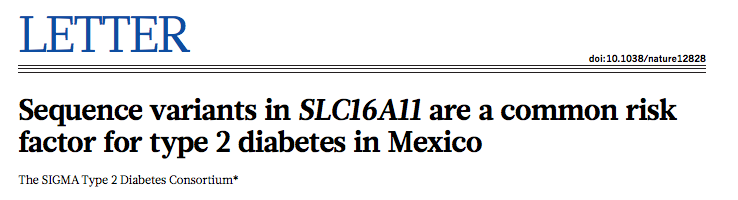 LETTER
doi:10.1038/nature12828
Sequence variants in SLC16A11 are a common risk
factor for type 2 diabetes in Mexico
The SIGMA Type 2 Diabetes Consortium*